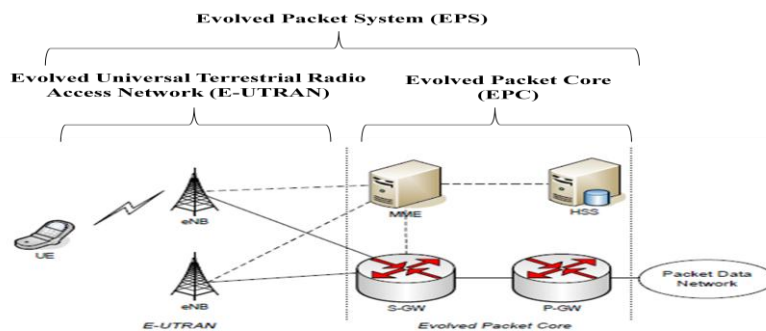 Evolved Packet System (EPS)
Evolved Universal Terrestrial Radio
Access Network (E-UTRAN)
Evolved Packet Core
(EPC)
eNB
MME
HSS
UE
eNB
S-GW
P-GW
Packet Data
Network
E-UTRAN
Evolved Packet Core